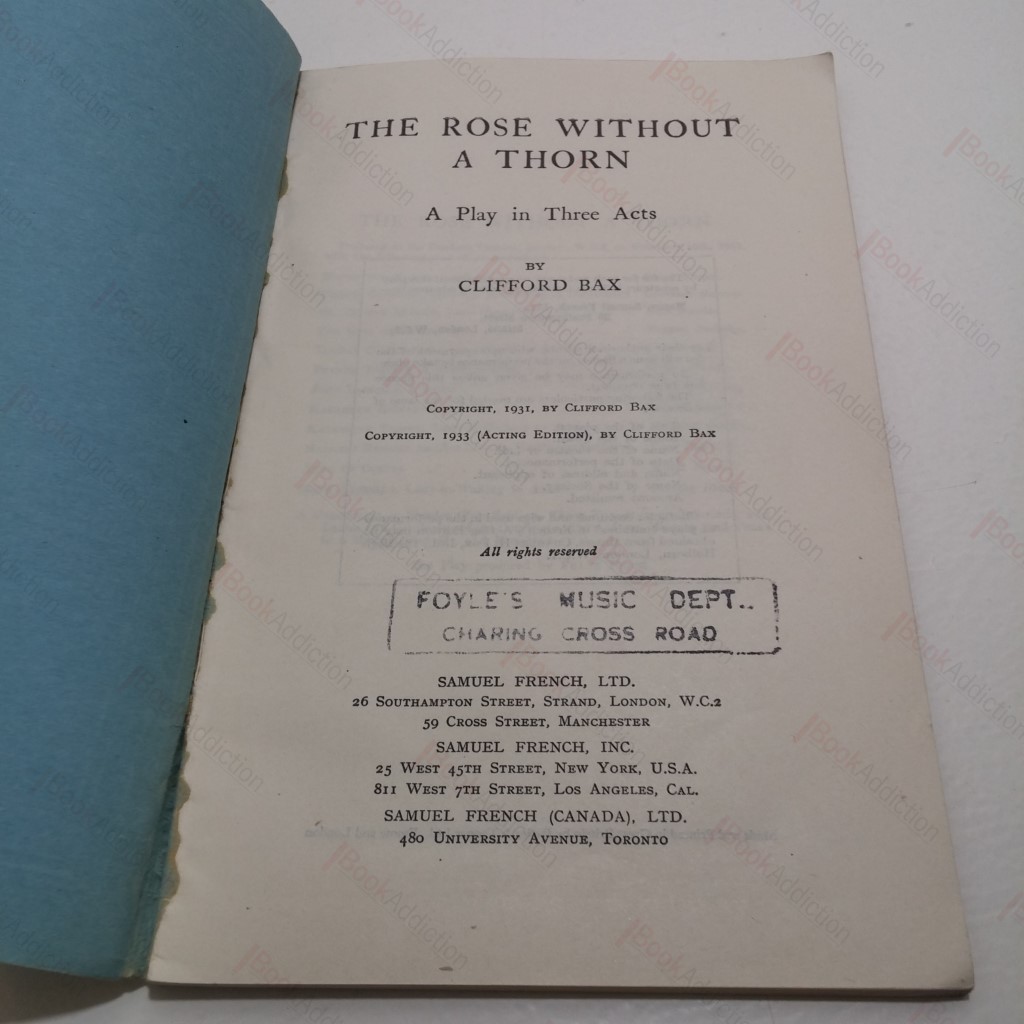 THE ROSE WITHOUT
A THORN
A Play in Three Acts
BY
CLIFFORD BAX
COPYRIGHT, 1931, BY CLIFFORD BAX
COPYRIGHT, 1933 (ACTING EDITION), BY CLIFFORD BAX
All rights reserved
FOYLE'S MUSIC DEPT..
CHARING CROSS ROAD
SAMUEL FRENCH, LTD.
26 SOUTHAMPTON STREET, STRAND, LONDON, W.C.2
59 CROSS STREET, MANCHESTER
SAMUEL FRENCH, INC.
25 WEST 45TH STREET, NEW YORK, U.S.A.
811 WEST 7TH STREET, LOS ANGELES, CAL.
SAMUEL FRENCH (CANADA), LTD.
480 UNIVERSITY AVENUE, TORONTO
BookAddiction